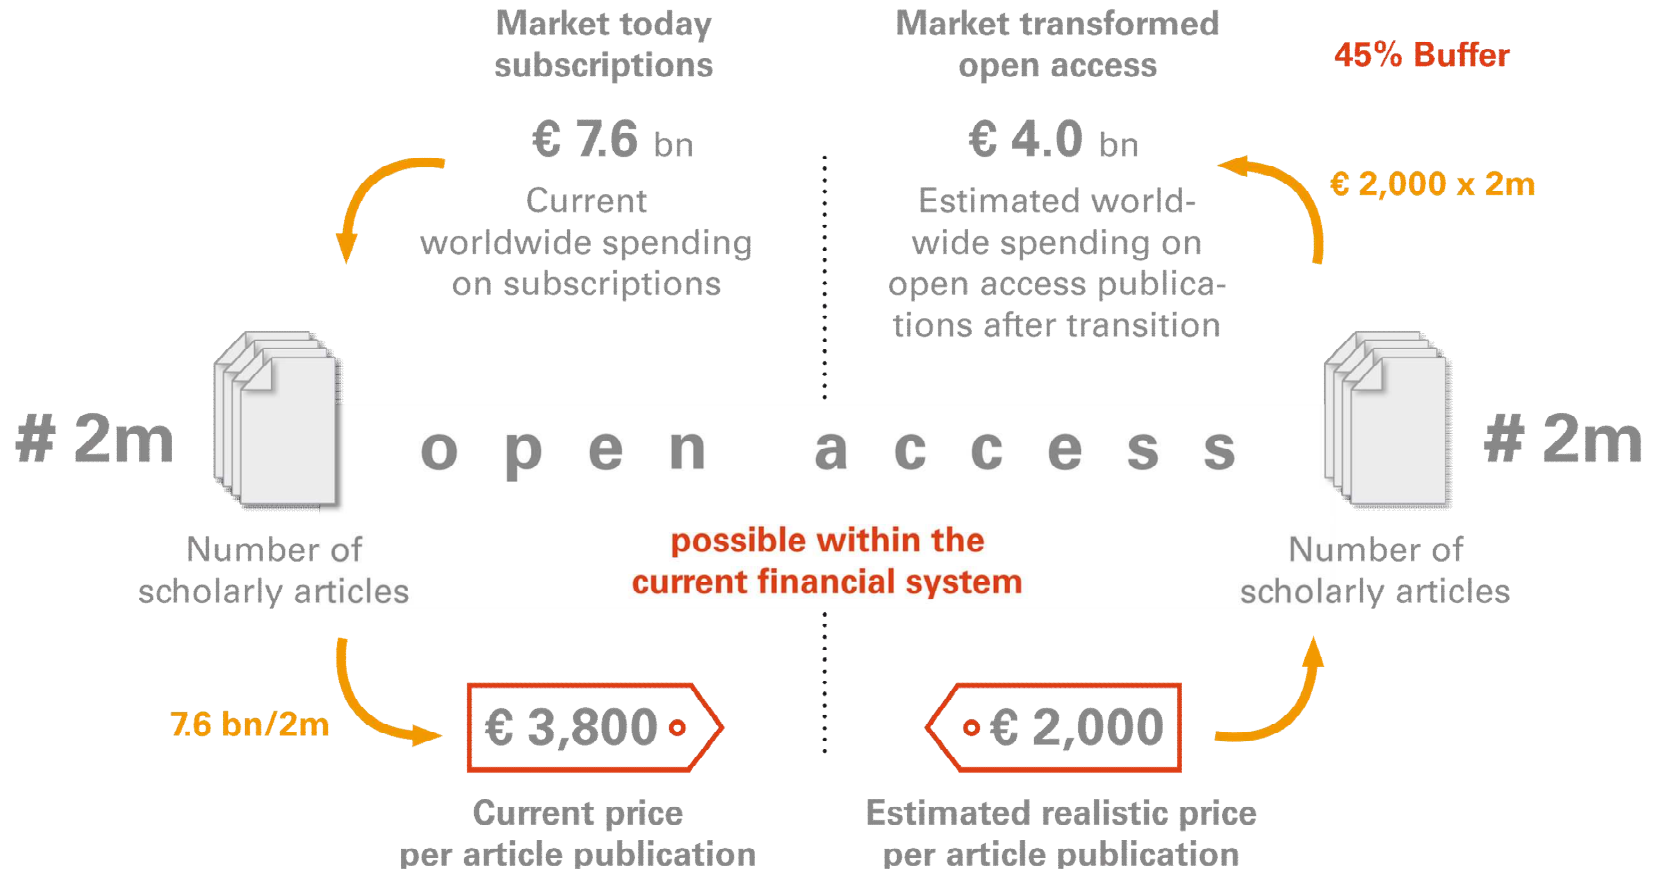 Market today
subscriptions
€ 7.6 bn
Current
worldwide spending
on subscriptions
Market transformed
open access
€ 4.0 bn
Estimated world-
wide spending on
open access publica-
tions after transition
45% Buffer
€ 2,000 x 2m
# 2m
Number of
scholarly articles
open access
possible within the
current financial system
# 2m
Number of
scholarly articles
7.6 bn/2m
€ 3,800
Current price
per article publication
€ 2,000
Estimated realistic price
per article publication